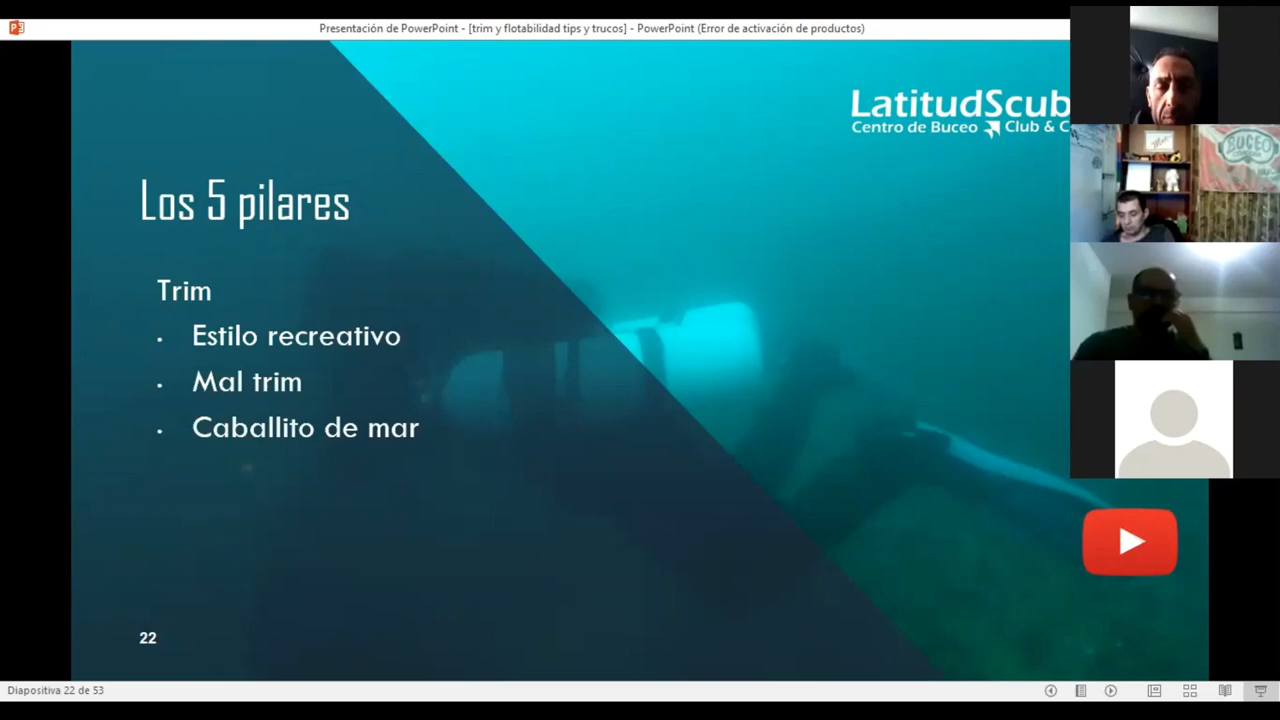 Presentación de PowerPoint - [trim y flotabilidad tips y trucos] - PowerPoint (Error de activación de productos)
LatitudScub
Centro de Buceo Club & C
BUCEO
Los 5 pilares
Trim
• Estilo recreativo
• Mal trim
• Caballito de mar
22
Diapositiva 22 de 53